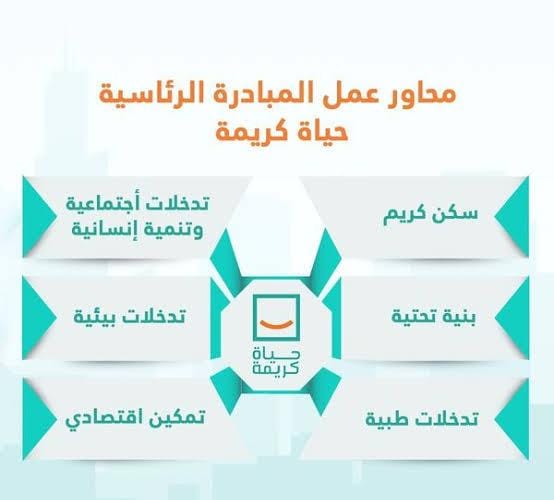 محاور عمل المبادرة الرئاسية
حياة كريمة
سكن كريم
تدخلات أجتماعية
وتنمية إنسانية
بنية تحتية
تدخلات بيئية
حياة
كريمة
تدخلات طبية
تمكين اقتصادي